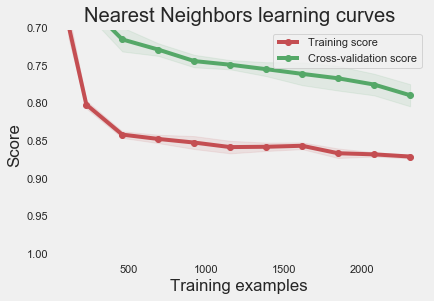 Nearest Neighbors learning curves
Training score
Cross-validation score
0.70
0.75
0.80
0.85
0.90
0.95
1.00
Score
500
1000
1500
2000
Training examples